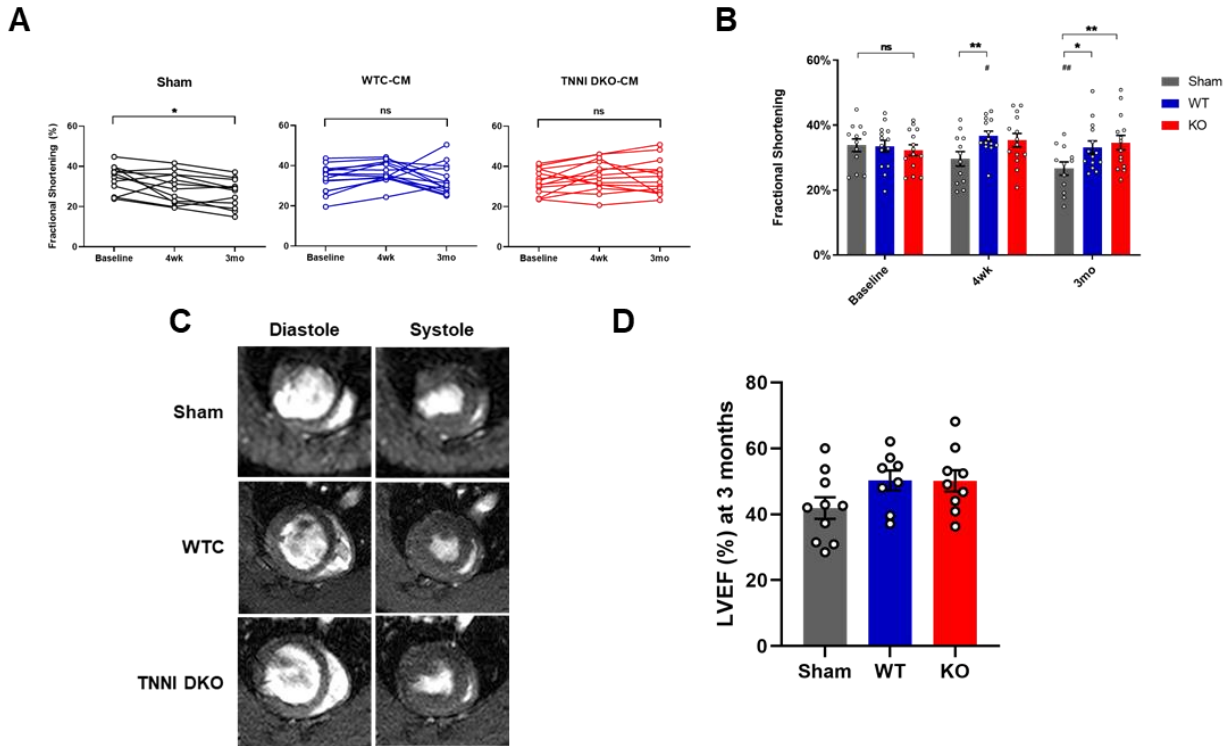 A
Sham
WTC-CM
TNNI DKO-CM
*
ns
ns
Fractional Shortening (%)
60
40
20
0
Baseline 4wk 3mo
60
40
20
0
Baseline 4wk 3mo
60
40
20
0
Baseline 4wk 3mo
B
Fractional Shortening
60%
40%
20%
0%
ns
**
#
**
*
##
Baseline
4wk
3mo
Sham
WT
KO
C
Diastole Systole
Sham
WTC
TNNI DKO
D
LVEF (%) at 3 months
80
60
40
20
0
Sham WT KO